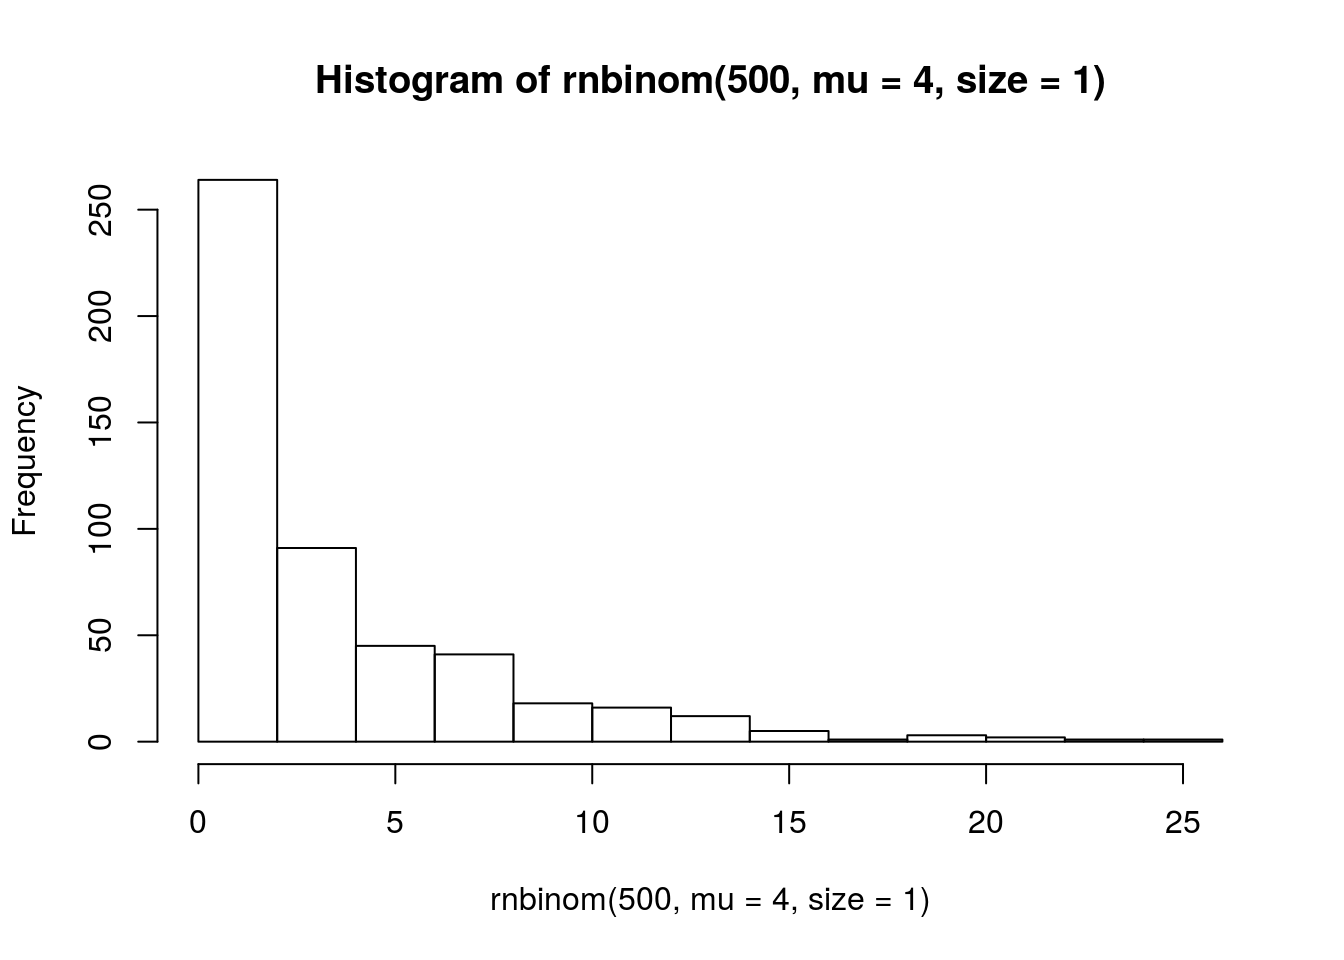 Histogram of rnbinom(500, mu = 4, size = 1)
Frequency
250
200
150
100
50
0
0 5 10 15 20 25
rnbinom(500, mu = 4, size = 1)